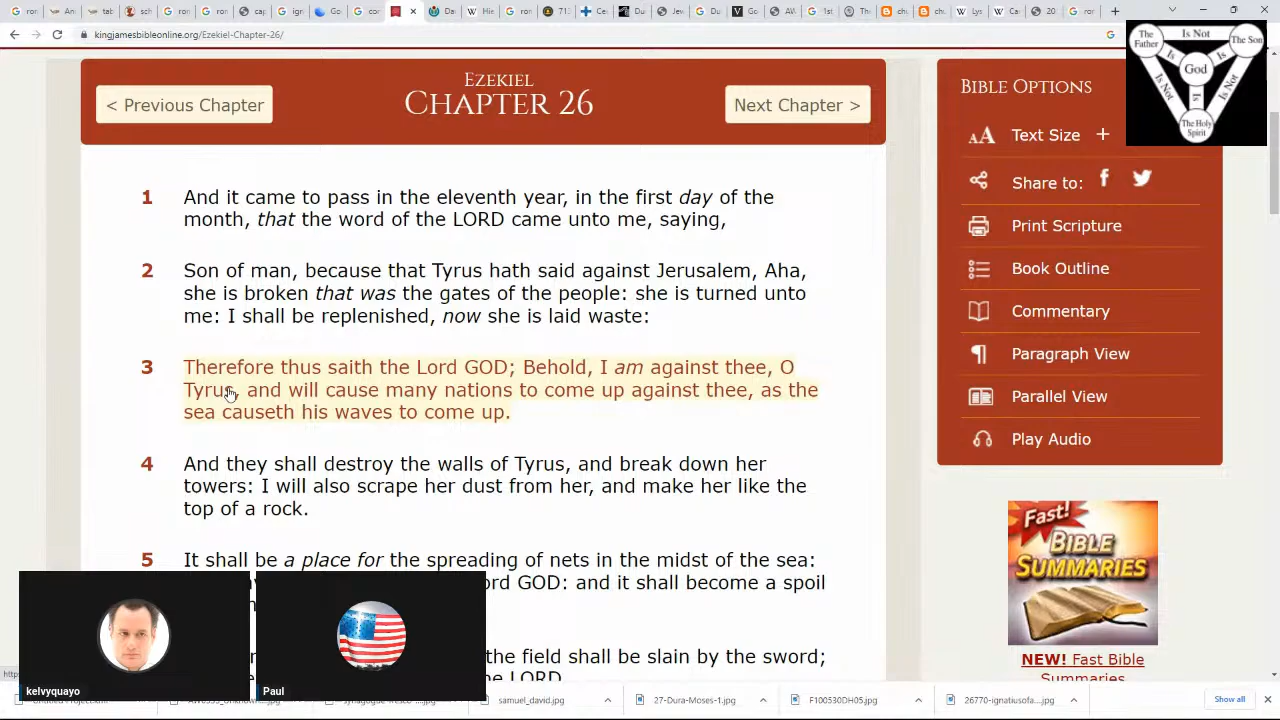 kingjamesbibleonline.org/Ezekiel-Chapter-26/
< Previous Chapter
EZEKIEL
CHAPTER 26
Next Chapter >
1 And it came to pass in the eleventh year, in the first day of the
month, that the word of the LORD came unto me, saying,
2 Son of man, because that Tyrus hath said against Jerusalem, Aha,
she is broken that was the gates of the people: she is turned unto
me: I shall be replenished, now she is laid waste:
3 Therefore thus saith the Lord GOD; Behold, I am against thee, O
Tyrus, and will cause many nations to come up against thee, as the
sea causeth his waves to come up.
4 And they shall destroy the walls of Tyrus, and break down her
towers: I will also scrape her dust from her, and make her like the
top of a rock.
5 It shall be a place for the spreading of nets in the midst of the sea:
GOD: and it shall become a spoil
the field shall be slain by the sword;
LORD
BIBLE OPTIONS
Text Size +
Share to:
Print Scripture
Book Outline
Commentary
Paragraph View
Parallel View
Play Audio
Fast!
BIBLE
SUMMARIES
NEW! Fast Bible
Summaries
The Father
Is Not
The Son
Is
Is
God
Is Not
Is
Is Not
The Holy Spirit
kelvyquayo
Paul
samuel_david.jpg
27-Dura-Moses-1.jpg
F100530DH05.jpg
26770-ignatiusofa....jpg
Show all